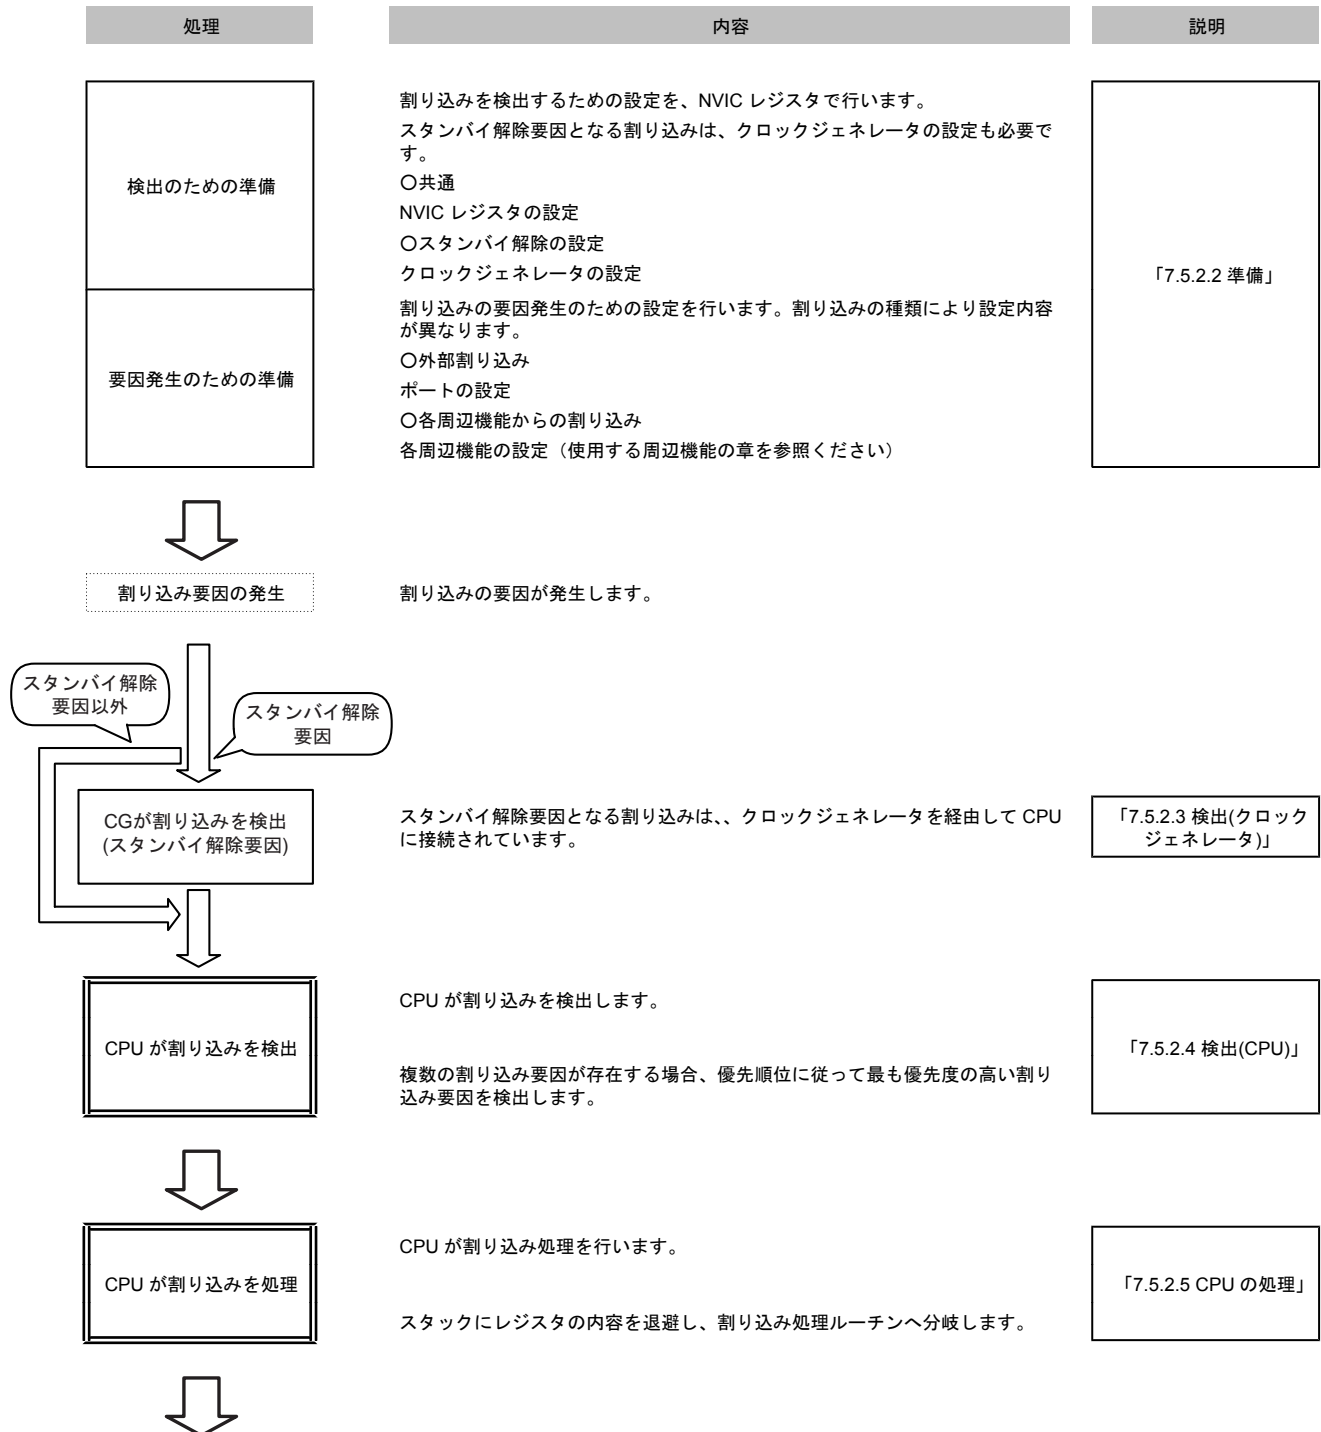 処理
内容
説明
検出のための準備
割り込みを検出するための設定を、NVIC レジスタで行います。
スタンバイ解除要因となる割り込みは、クロックジェネレータの設定も必要で
す。
〇共通
NVIC レジスタの設定
〇スタンバイ解除の設定
クロックジェネレータの設定
「7.5.2.2 準備」
要因発生のための準備
割り込みの要因発生のための設定を行います。割り込みの種類により設定内容
が異なります。
〇外部割り込み
ポートの設定
〇各周辺機能からの割り込み
各周辺機能の設定（使用する周辺機能の章を参照ください）
割り込み要因の発生
割り込みの要因が発生します。
スタンバイ解除
要因以外
スタンバイ解除
要因
CGが割り込みを検出
(スタンバイ解除要因)
スタンバイ解除要因となる割り込みは、、クロックジェネレータを経由して CPU
に接続されています。
「7.5.2.3 検出(クロック
ジェネレータ)」
CPU が割り込みを検出
CPU が割り込みを検出します。
複数の割り込み要因が存在する場合、優先順位に従って最も優先度の高い割り
込み要因を検出します。
「7.5.2.4 検出(CPU)」
CPU が割り込みを処理
CPU が割り込み処理を行います。
スタックにレジスタの内容を退避し、割り込み処理ルーチンへ分岐します。
「7.5.2.5 CPU の処理」